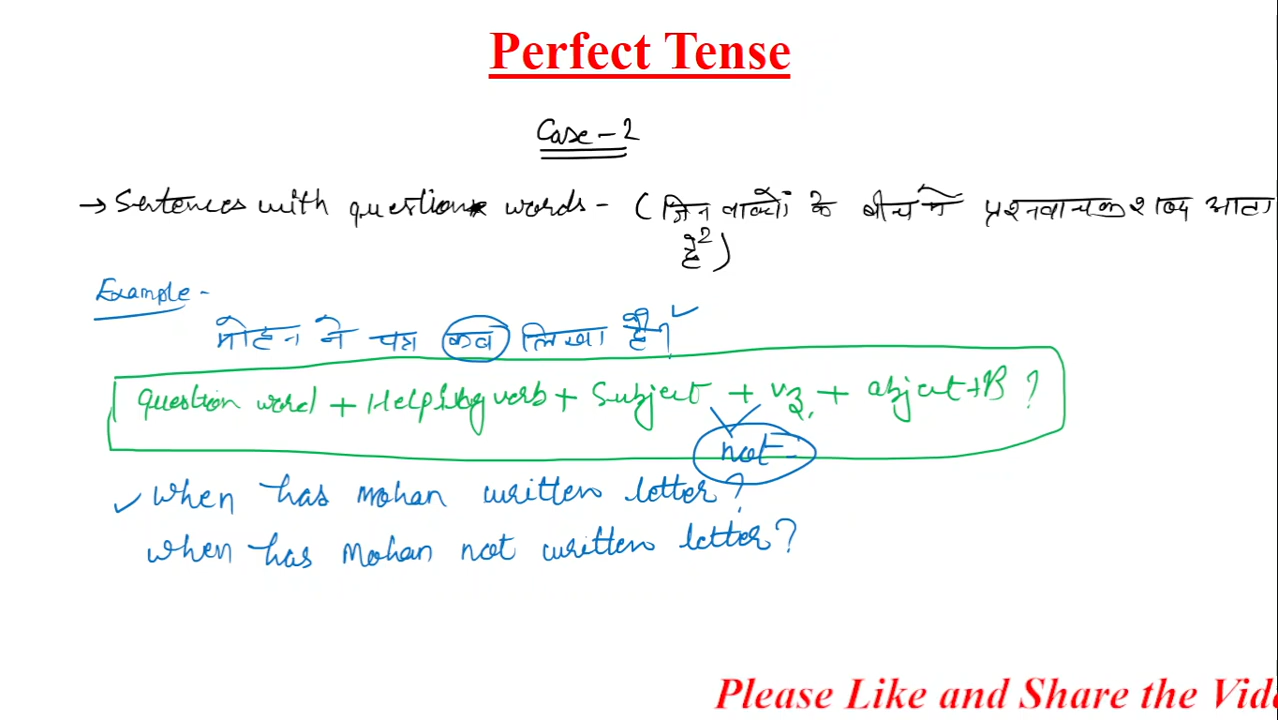 Perfect Tense
Case-2
→ Sentences with question words - (जिन वाक्यों के बीच में प्रश्नवाचक शब्द आता
है)
Example -
मोहन ने पत्र कब लिखा है। ✓
question word + Helping verb + Subject + V3 + object + B ?
not
✓ when has mohan written letter?
when has mohan not written letter?
Please Like and Share the Vide